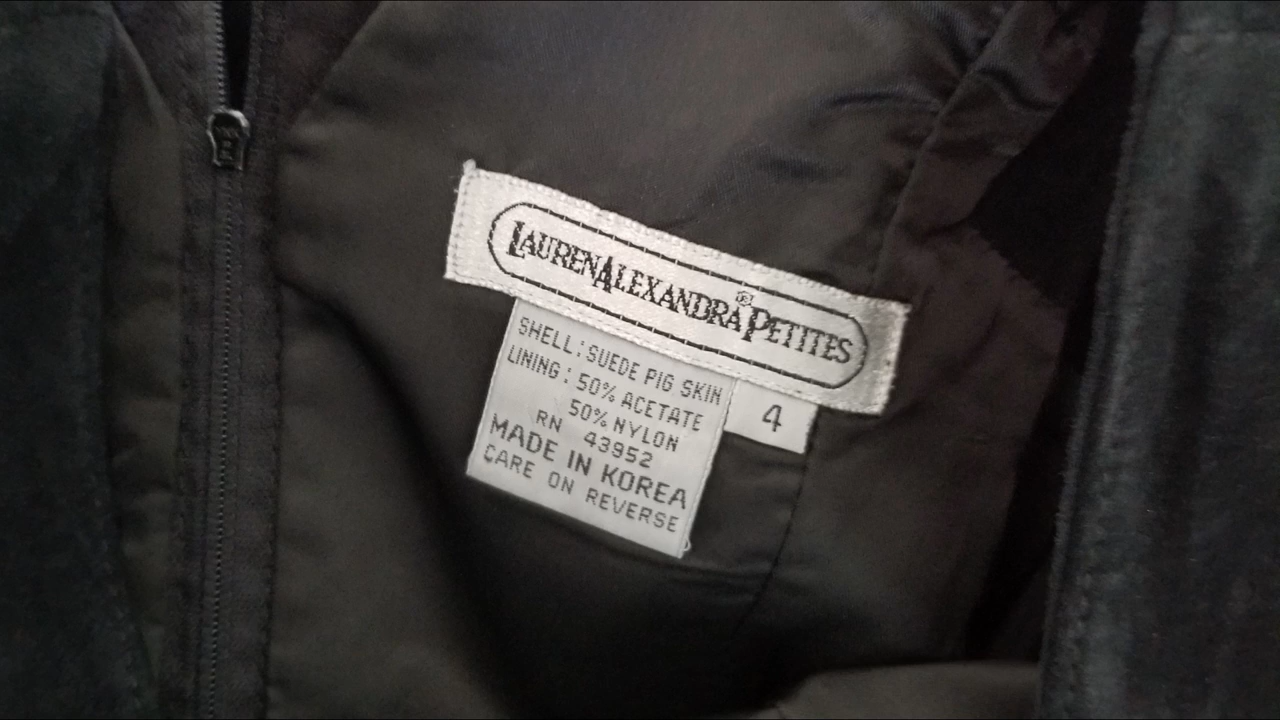 LAURENALEXANDRA® PETITES
SHELL: SUEDE PIG SKIN
LINING: 50% ACETATE
50% NYLON
RN 43952
MADE IN KOREA
CARE ON REVERSE
4